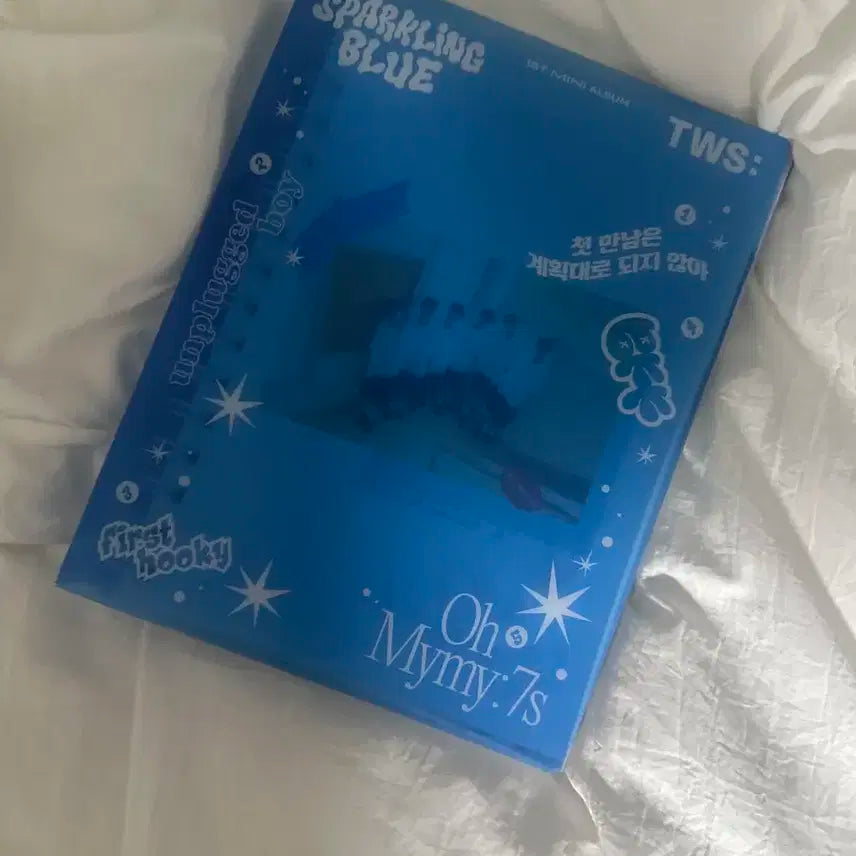 SPARKLING
BLUE
1ST MINI ALBUM
TWS:
2
unplugged
boy
1
첫 만남은
계획대로 되지 않아
4
3
first
hooky
Oh
5
Mymy:7s